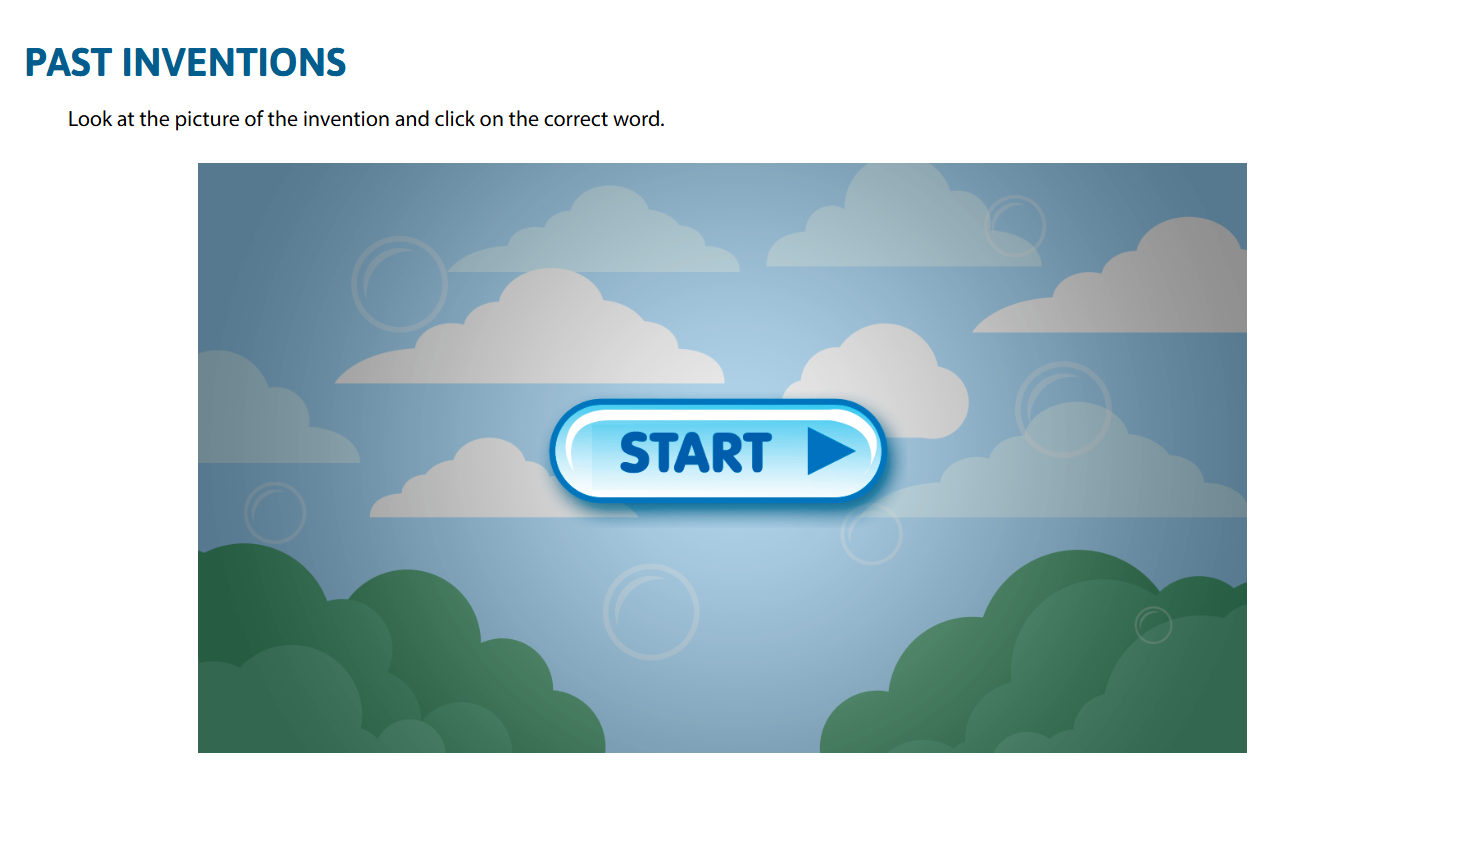 PAST INVENTIONS
Look at the picture of the invention and click on the correct word.
START